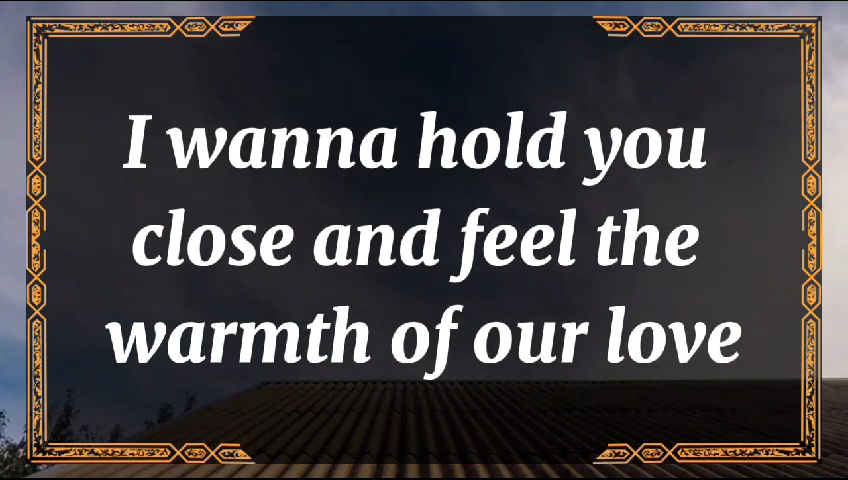 I wanna hold you
close and feel the
warmth of our love